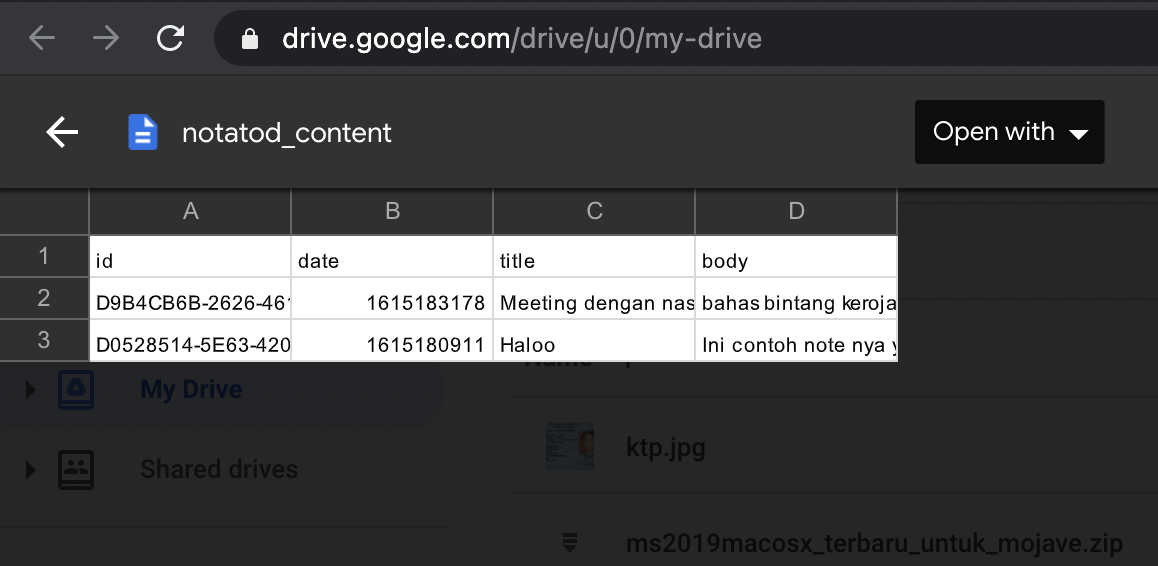 drive.google.com/drive/u/0/my-drive
notatod_content
Open with
A B C D
1 id date title body
2 D9B4CB6B-2626-46 1615183178 Meeting dengan nas bahas bintang keroja
3 D0528514-5E63-420 1615180911 Haloo Ini contoh note nya
Name
My Drive
ktp.jpg
Shared drives
ms2019macosx_terbaru_untuk_mojave.zip